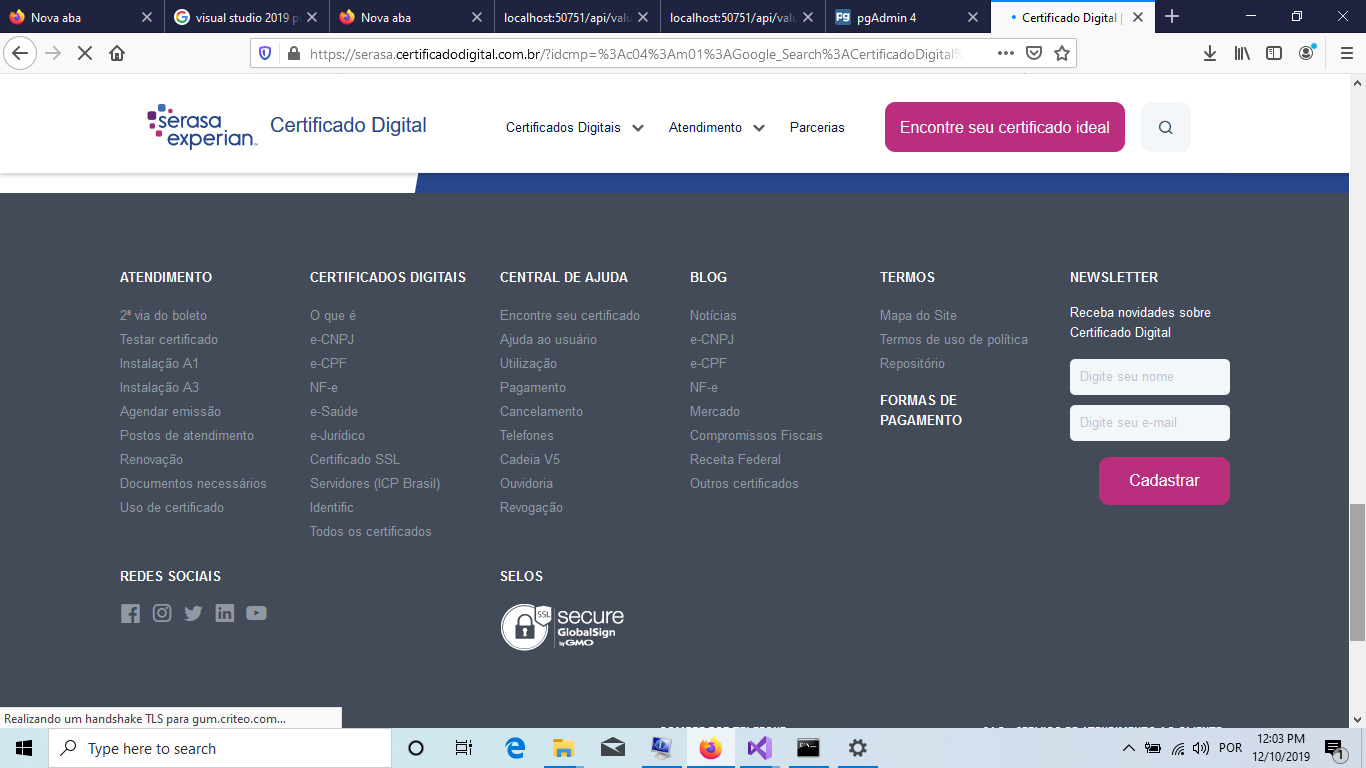 Nova aba
visual studio 2019 p
Nova aba
localhost:50751/api/valu
localhost:50751/api/valu
pgAdmin 4
Certificado Digital |
https://serasa.certificadodigital.com.br/?idcmp=%3Ac04%3Am01%3AGoogle_Search%3ACertificadoDigital%
serasa
experian
Certificado Digital
Certificados Digitais
Atendimento
Parcerias
Encontre seu certificado ideal
ATENDIMENTO
2ª via do boleto
Testar certificado
Instalação A1
Instalação A3
Agendar emissão
Postos de atendimento
Renovação
Documentos necessários
Uso de certificado
CERTIFICADOS DIGITAIS
O que é
e-CNPJ
e-CPF
NF-e
e-Saúde
e-Jurídico
Certificado SSL
Servidores (ICP Brasil)
Identific
Todos os certificados
CENTRAL DE AJUDA
Encontre seu certificado
Ajuda ao usuário
Utilização
Pagamento
Cancelamento
Telefones
Cadeia V5
Ouvidoria
Revogação
BLOG
Notícias
e-CNPJ
e-CPF
NF-e
Mercado
Compromissos Fiscais
Receita Federal
Outros certificados
TERMOS
Mapa do Site
Termos de uso de política
Repositório
FORMAS DE
PAGAMENTO
NEWSLETTER
Receba novidades sobre
Certificado Digital
Digite seu nome
Digite seu e-mail
Cadastrar
REDES SOCIAIS
SELOS
SSL
secure
GlobalSign
by GMO
Realizando um handshake TLS para gum.criteo.com...
Type here to search
POR
12:03 PM
12/10/2019
1